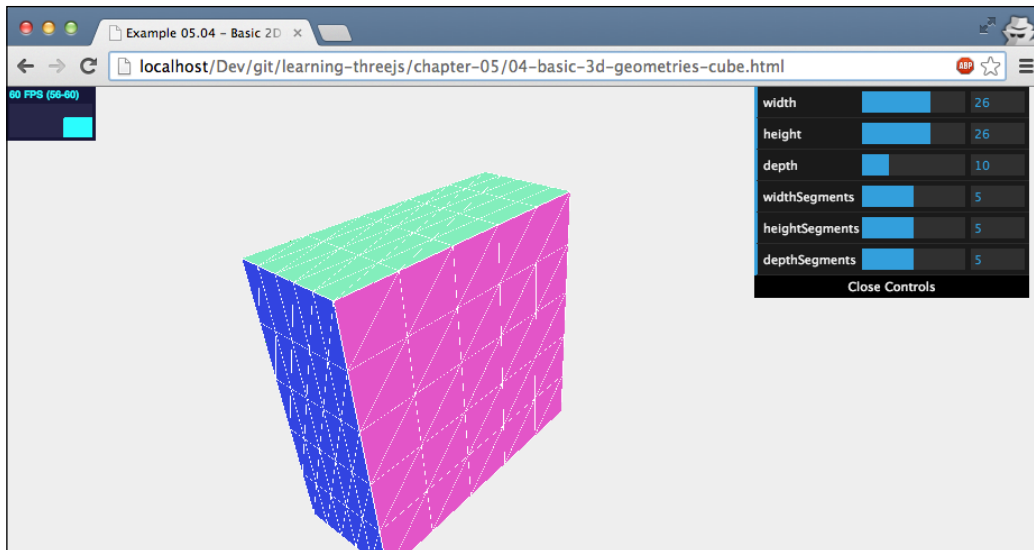 Example 05.04 - Basic 2D
localhost/Dev/git/learning-threejs/chapter-05/04-basic-3d-geometries-cube.html
ABP
60 FPS (56-60)
width 26
height 26
depth 10
widthSegments 5
heightSegments 5
depthSegments 5
Close Controls